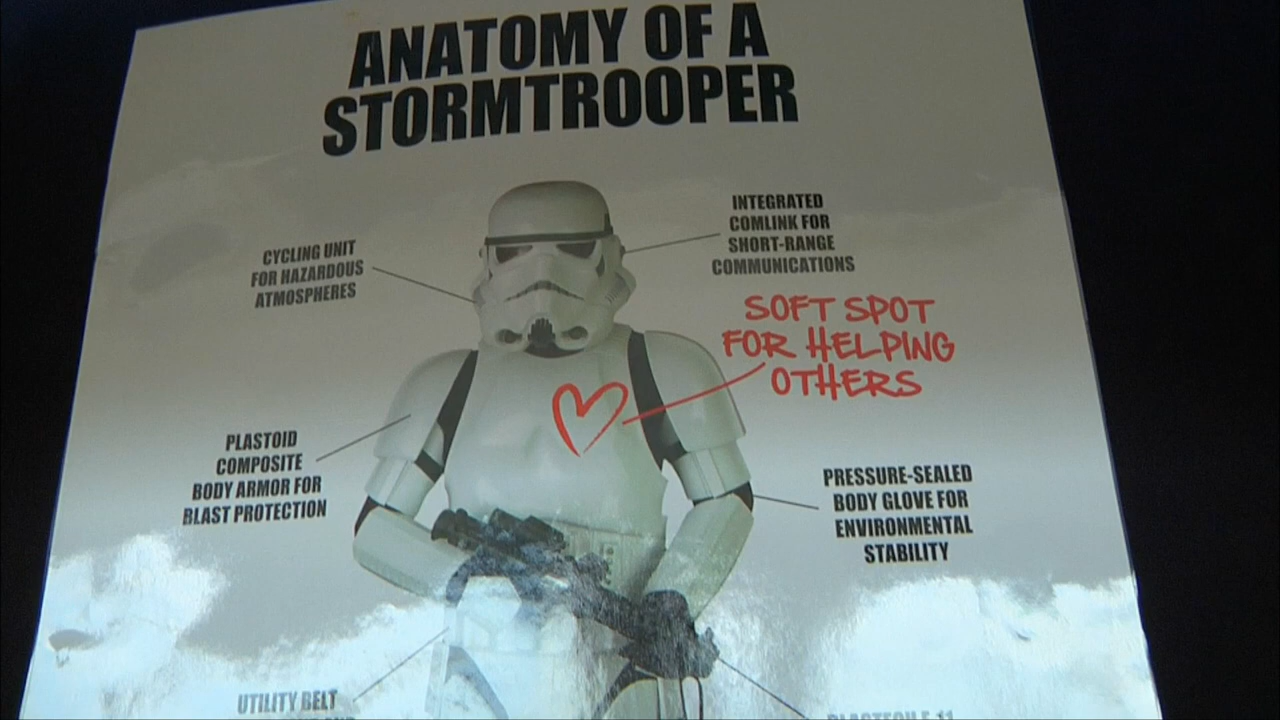 ANATOMY OF A
STORMTROOPER
CYCLING UNIT
FOR HAZARDOUS
ATMOSPHERES
INTEGRATED
COMLINK FOR
SHORT-RANGE
COMMUNICATIONS
SOFT SPOT
FOR HELPING
OTHERS
PLASTOID
COMPOSITE
BODY ARMOR FOR
BLAST PROTECTION
PRESSURE-SEALED
BODY GLOVE FOR
ENVIRONMENTAL
STABILITY
UTILITY BELT